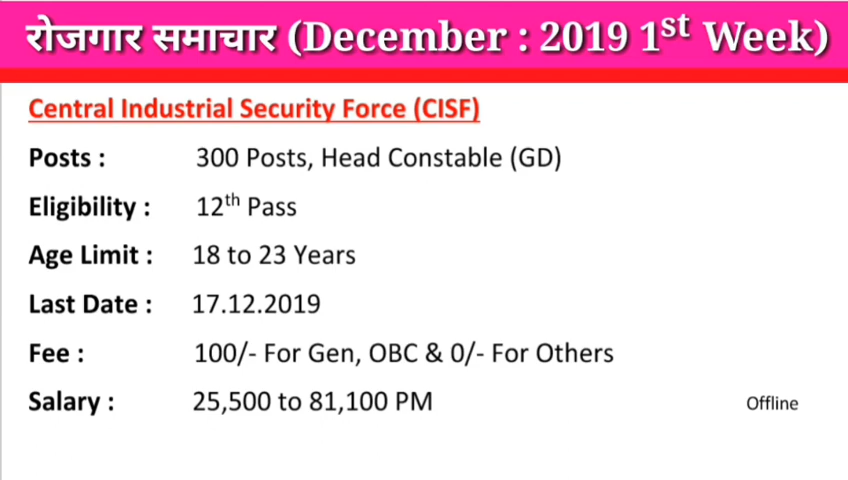 रोजगार समाचार (December : 2019 1st Week)
Central Industrial Security Force (CISF)
Posts : 300 Posts, Head Constable (GD)
Eligibility : 12th Pass
Age Limit : 18 to 23 Years
Last Date : 17.12.2019
Fee : 100/- For Gen, OBC & 0/- For Others
Salary : 25,500 to 81,100 PM Offline